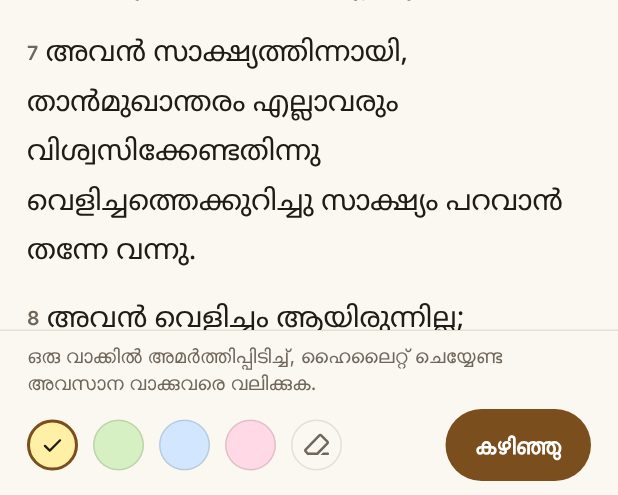 7 അവൻ സാക്ഷ്യത്തിന്നായി,
താൻമുഖാന്തരം എല്ലാവരും
വിശ്വസിക്കേണ്ടതിന്നു
വെളിച്ചത്തെക്കുറിച്ചു സാക്ഷ്യം പറവാൻ
തന്നേ വന്നു.
8 അവൻ വെളിച്ചം ആയിരുന്നില്ല;
ഒരു വാക്കിൽ അമർത്തിപ്പിടിച്ച്, ഹൈലൈറ്റ് ചെയ്യേണ്ട
അവസാന വാക്കുവരെ വലിക്കുക.
കഴിഞ്ഞു